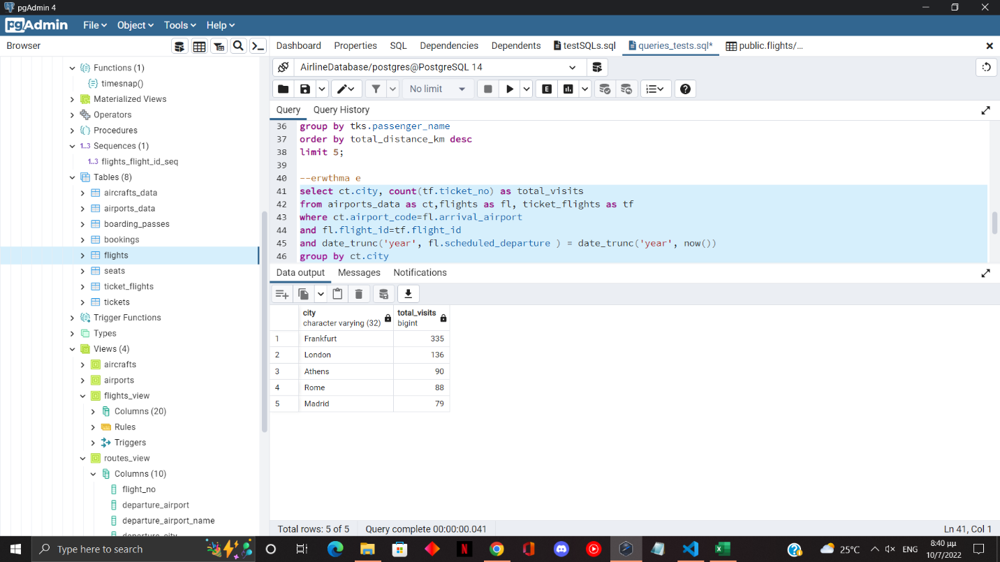 pgAdmin 4
pgAdmin File Object Tools Help
Browser
Functions (1)
timesnap()
Materialized Views
Operators
Procedures
1..3 Sequences (1)
1..3 flights_flight_id_seq
Tables (8)
aircrafts_data
airports_data
boarding_passes
bookings
flights
seats
ticket_flights
tickets
Trigger Functions
Types
Views (4)
aircrafts
airports
flights_view
Columns (20)
Rules
Triggers
routes_view
Columns (10)
flight_no
departure_airport
departure_airport_name
departure_city
Dashboard Properties SQL Dependencies Dependents testSQLs.sql queries_tests.sql* public.flights/...
AirlineDatabase/postgres@PostgreSQL 14
No limit E
Query Query History
36 group by tks.passenger_name
37 order by total_distance_km desc
38 limit 5;
39
40 --erwthma e
41 select ct.city, count(tf.ticket_no) as total_visits
42 from airports_data as ct,flights as fl, ticket_flights as tf
43 where ct.airport_code=fl.arrival_airport
44 and fl.flight_id=tf.flight_id
45 and date_trunc('year', fl.scheduled_departure ) = date_trunc('year', now())
46 group by ct.city
Data output Messages Notifications
city total_visits
character varying (32) bigint
1 Frankfurt 335
2 London 136
3 Athens 90
4 Rome 88
5 Madrid 79
Total rows: 5 of 5 Query complete 00:00:00.041 Ln 41, Col 1
Type here to search 25°C ENG 8:40 μμ
10/7/2022